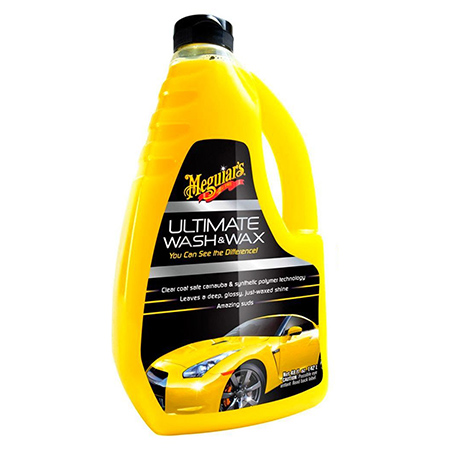 Meguiar's
ULTIMATE
WASH & WAX
You Can See the Difference!
Clear coat safe carnauba & synthetic polymer technology
Leaves a deep, glossy, just-waxed shine
Amazing suds
CAUTION: